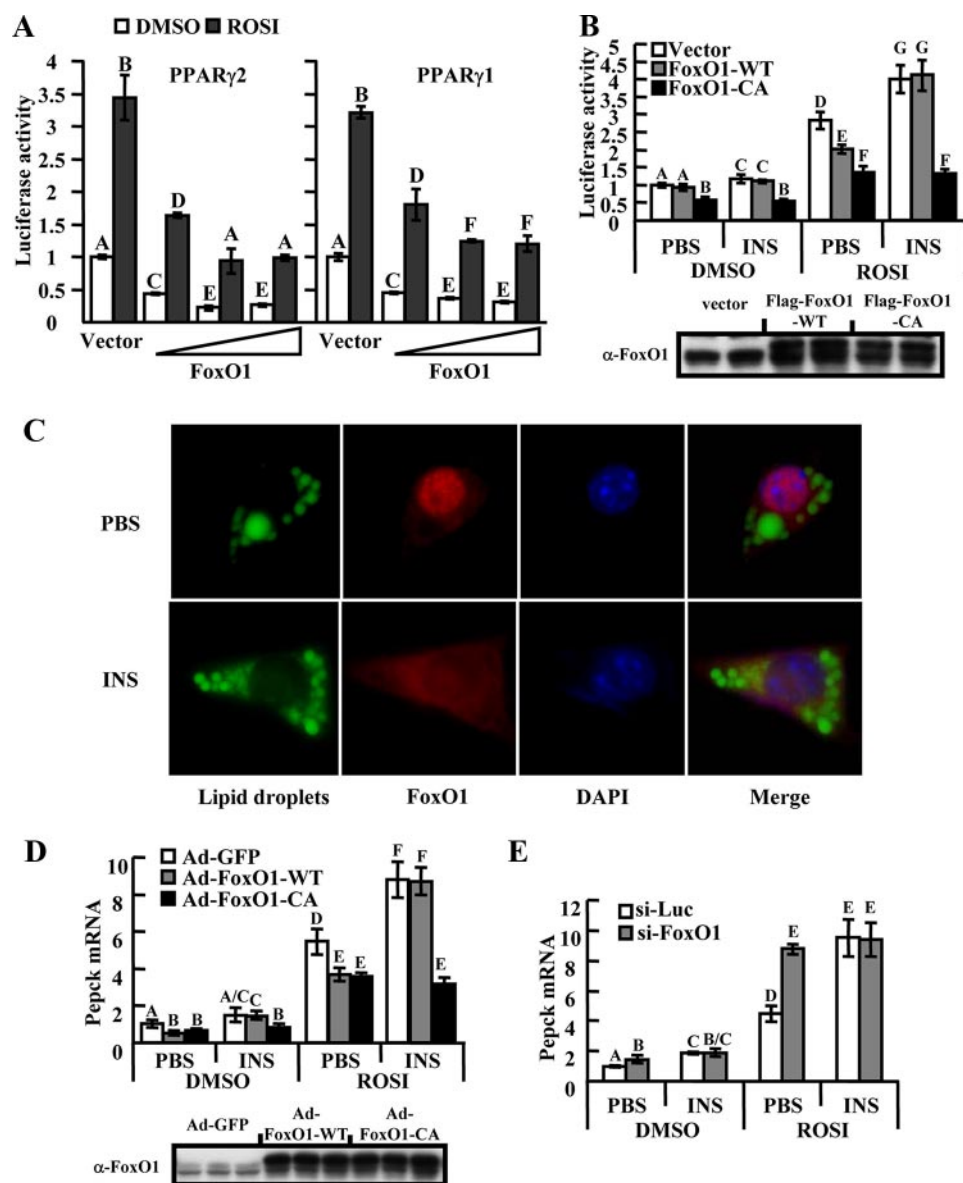 A
DMSO ROSI
PPARγ2 PPARγ1
Luciferase activity
4
3.5
3
2.5
2
1.5
1
0.5
0
A B C D E A E A
A B C D E F E F
Vector FoxO1
Vector FoxO1
B
Vector
FoxO1-WT
FoxO1-CA
Luciferase activity
5
4.5
4
3.5
3
2.5
2
1.5
1
0.5
A A B C C B D E F G G F
PBS INS PBS INS
DMSO ROSI
vector Flag-FoxO1 -WT Flag-FoxO1 -CA
α-FoxO1
C
PBS
INS
Lipid droplets FoxO1 DAPI Merge
D
Ad-GFP
Ad-FoxO1-WT
Ad-FoxO1-CA
Pepck mRNA
10
8
6
4
2
0
A B B A/C C B D E E F F E
PBS INS PBS INS
DMSO ROSI
Ad-GFP Ad-FoxO1-WT Ad-FoxO1-CA
α-FoxO1
E
si-Luc
si-FoxO1
Pepck mRNA
12
10
8
6
4
2
0
A B C B/C D E E E
PBS INS PBS INS
DMSO ROSI